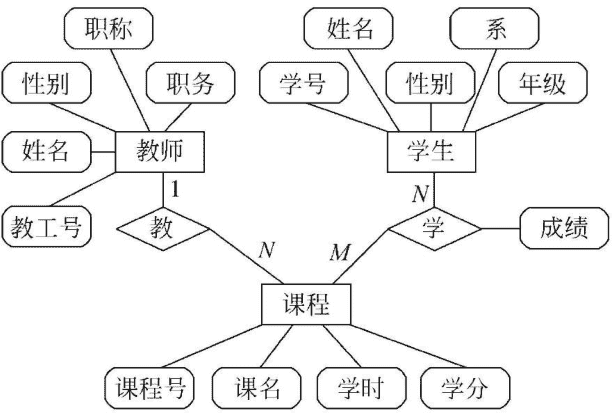 职称
姓名
系
性别
职务
学号
性别
年级
姓名
教师
学生
教工号
1
N
教
学
成绩
N
M
课程
课程号
课名
学时
学分